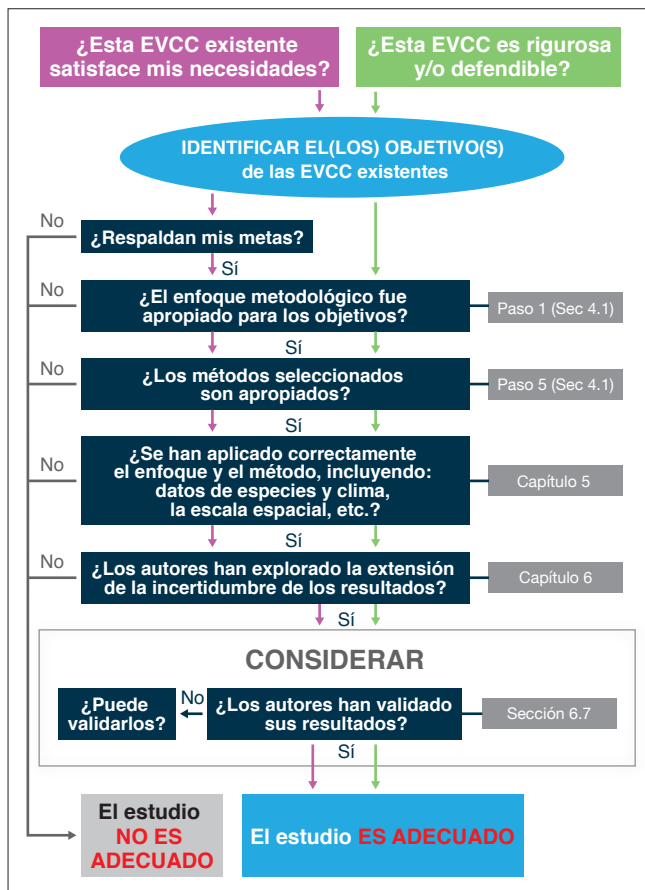 ¿Esta EVCC existente
satisface mis necesidades?
¿Esta EVCC es rigurosa
y/o defendible?
IDENTIFICAR EL(LOS) OBJETIVO(S)
de las EVCC existentes
No
¿Respaldan mis metas?
Sí
No
¿El enfoque metodológico fue
apropiado para los objetivos?
Paso 1 (Sec 4.1)
Sí
No
¿Los métodos seleccionados
son apropiados?
Paso 5 (Sec 4.1)
Sí
No
¿Se han aplicado correctamente
el enfoque y el método, incluyendo:
datos de especies y clima,
la escala espacial, etc.?
Capítulo 5
Sí
No
¿Los autores han explorado la extensión
de la incertidumbre de los resultados?
Capítulo 6
Sí
CONSIDERAR
¿Puede
validarlos?
No
¿Los autores han validado
sus resultados?
Sección 6.7
Sí
El estudio
NO ES
ADECUADO
El estudio ES ADECUADO